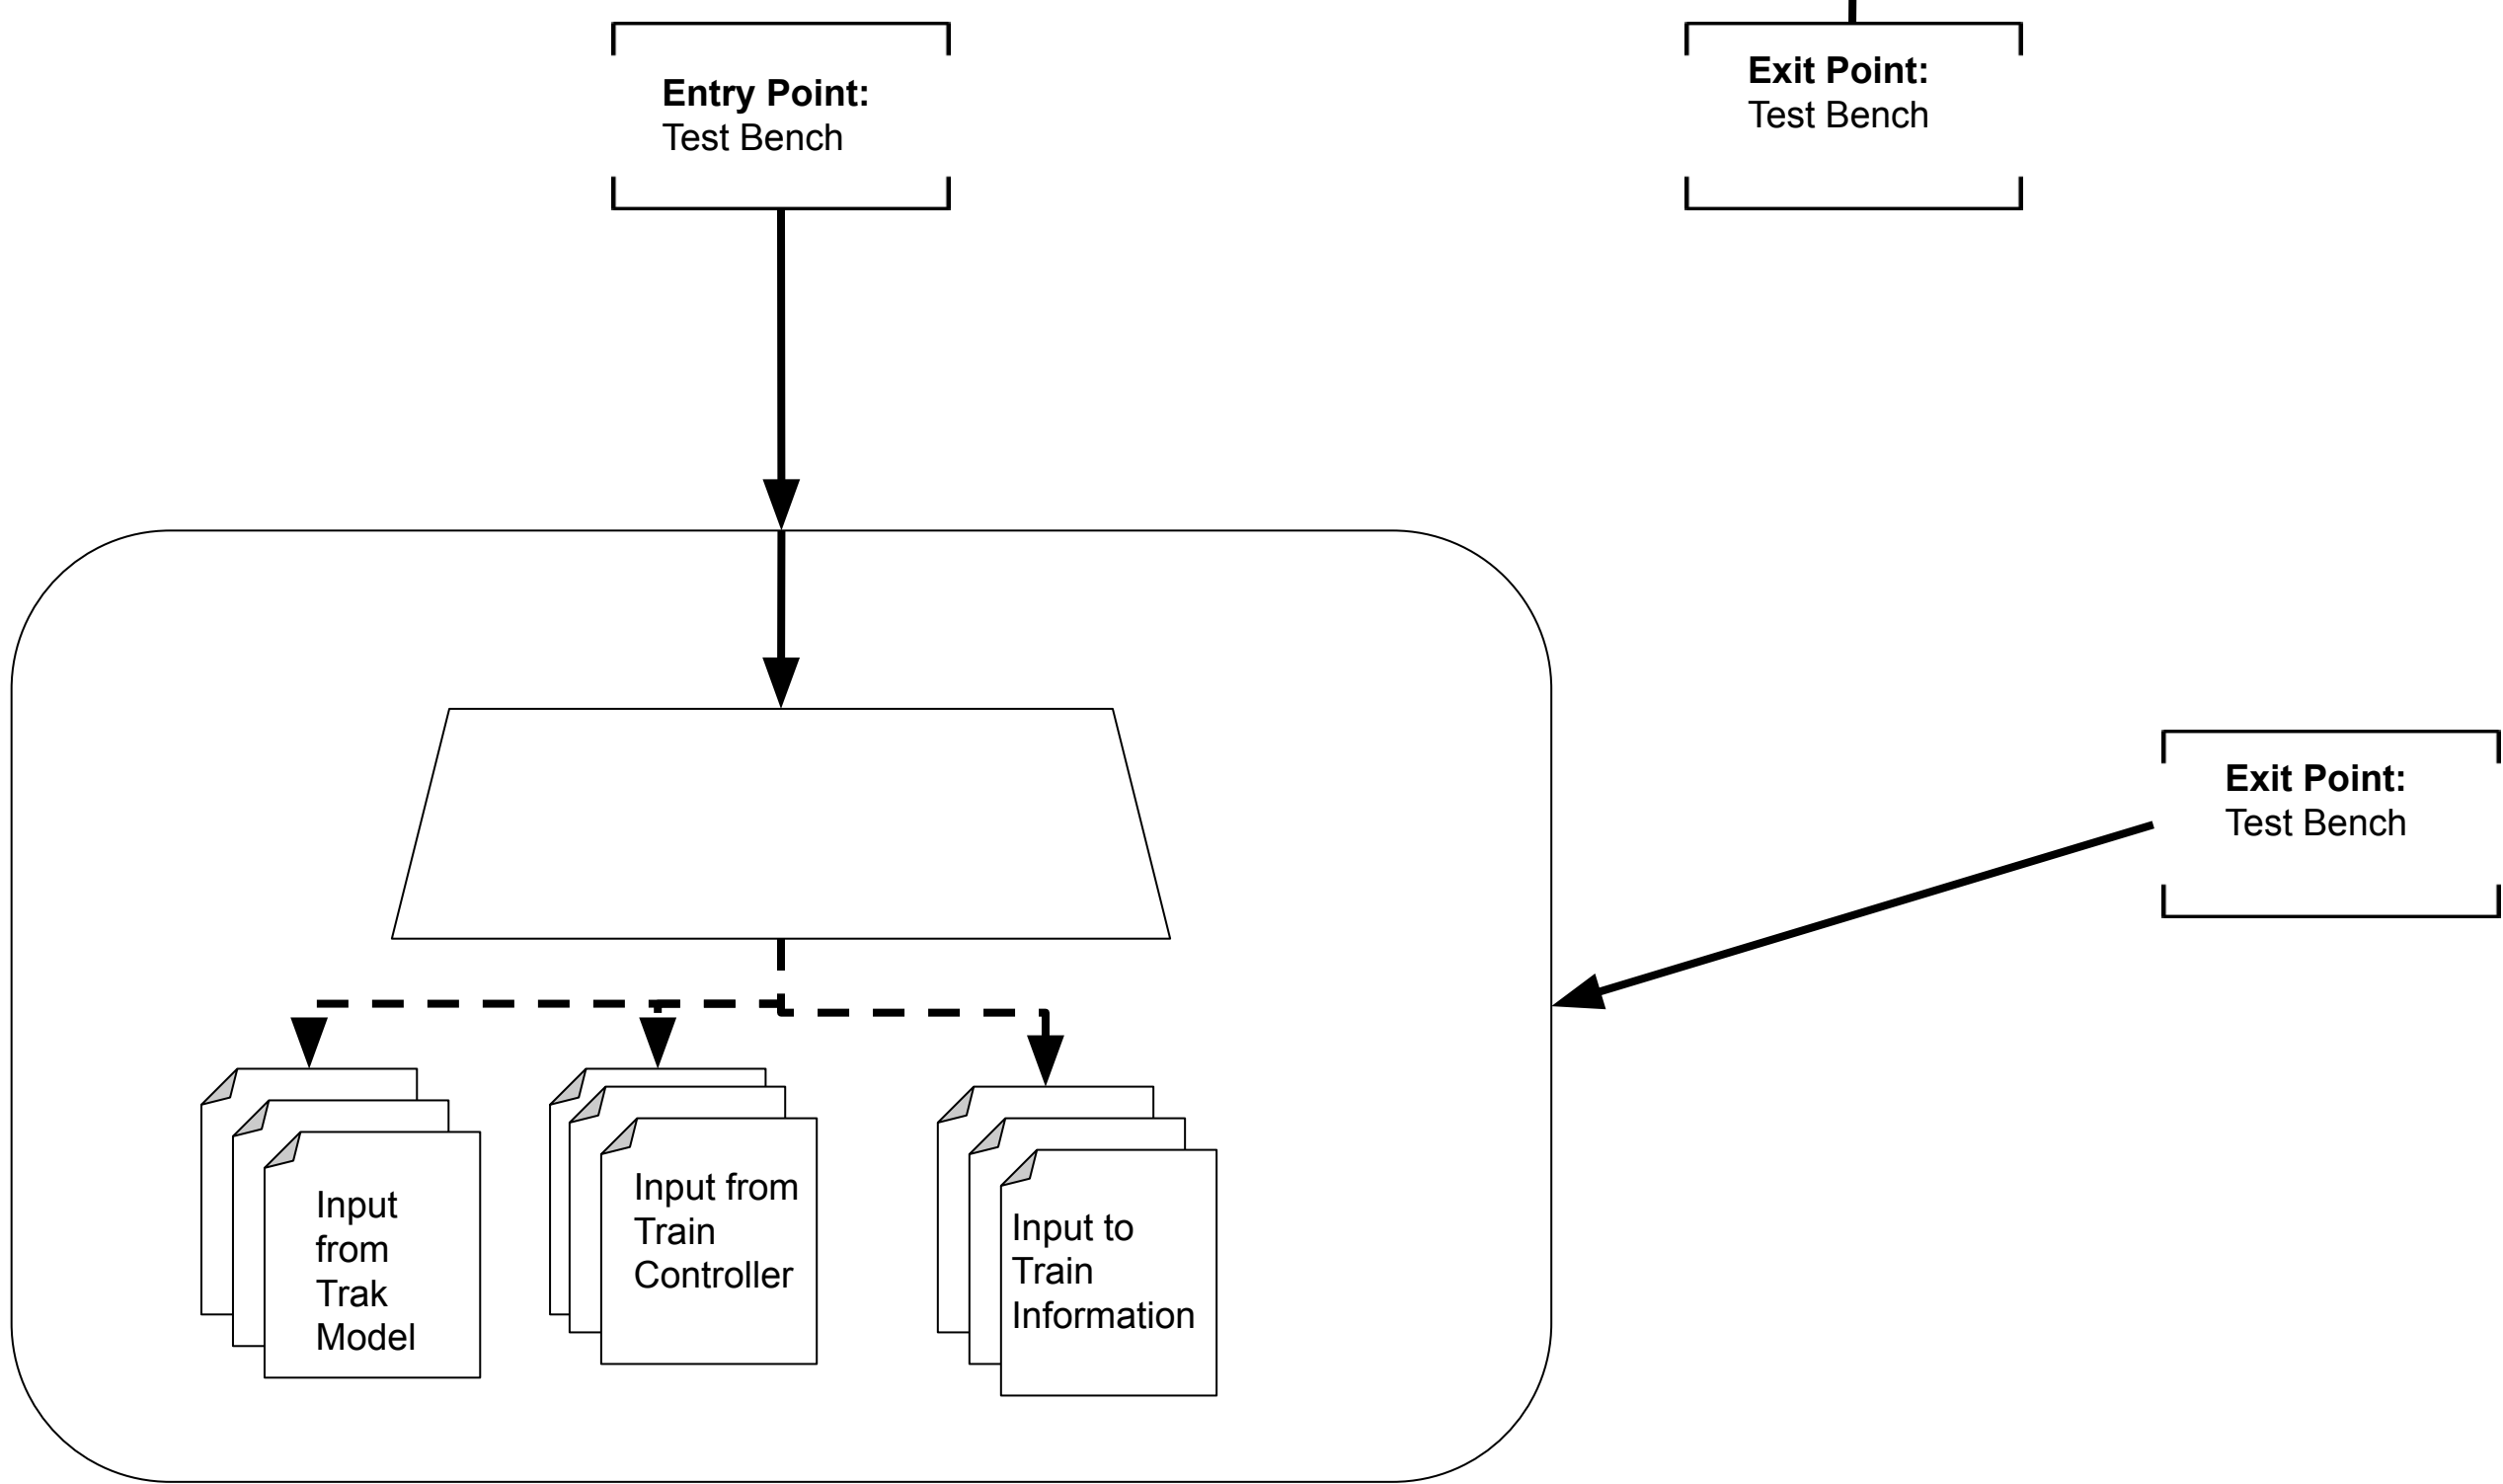 Entry Point:
Test Bench
Exit Point:
Test Bench
Exit Point:
Test Bench
Input
from
Trak
Model
Input from
Train
Controller
Input to
Train
Information